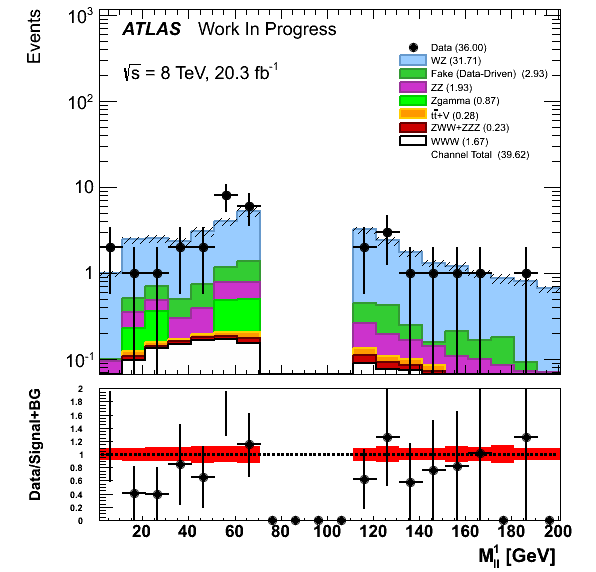 Events
10³
10²
10
1
10⁻¹
ATLAS Work In Progress
√s = 8 TeV, 20.3 fb⁻¹
Data (36.00)
WZ (31.71)
Fake (Data-Driven) (2.93)
ZZ (1.93)
Zgamma (0.87)
tt̄+V (0.28)
ZWW+ZZZ (0.23)
WWW (1.67)
Channel Total (39.62)
Data/Signal+BG
2
1.8
1.6
1.4
1.2
1
0.8
0.6
0.4
0.2
0
20 40 60 80 100 120 140 160 180 200
M¹ll [GeV]